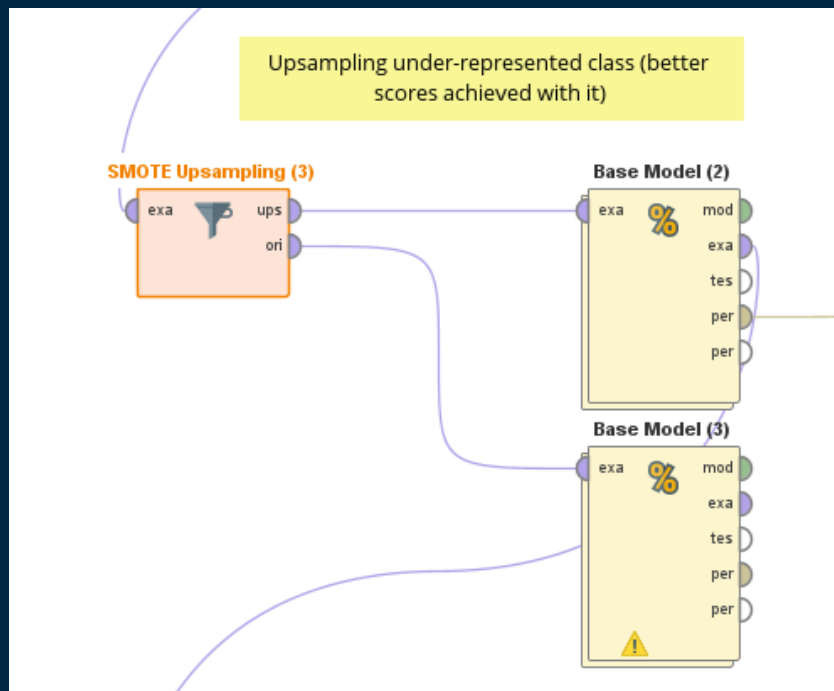 Upsampling under-represented class (better
scores achieved with it)
SMOTE Upsampling (3)
exa
ups
ori
Base Model (2)
exa
%
mod
exa
tes
per
per
Base Model (3)
exa
%
mod
exa
tes
per
per
!